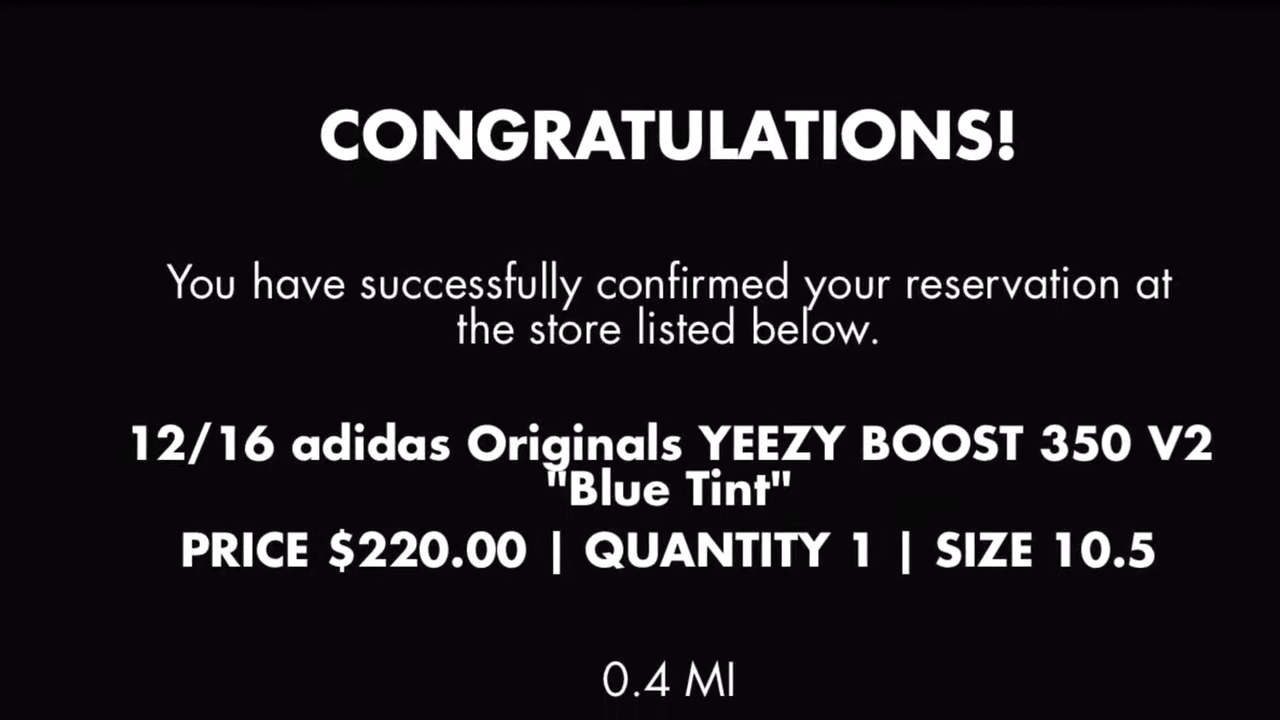 CONGRATULATIONS!
You have successfully confirmed your reservation at
the store listed below.
12/16 adidas Originals YEEZY BOOST 350 V2
"Blue Tint"
PRICE $220.00 | QUANTITY 1 | SIZE 10.5
0.4 MI